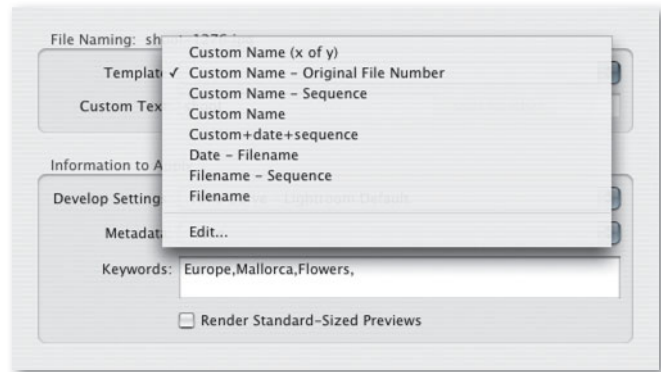 File Naming:
Custom Name (x of y)
Template
✓ Custom Name – Original File Number
Custom Name – Sequence
Custom Tex
Custom Name
Custom+date+sequence
Date – Filename
Information to A
Filename – Sequence
Develop Setting
Filename
Metadat
Edit...
Keywords: Europe,Mallorca,Flowers,
Render Standard-Sized Previews